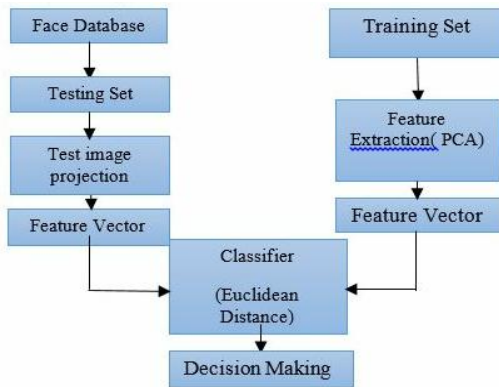 Face Database
Testing Set
Test image
projection
Feature Vector
Training Set
Feature
Extraction( PCA)
Feature Vector
Classifier
(Euclidean
Distance)
Decision Making